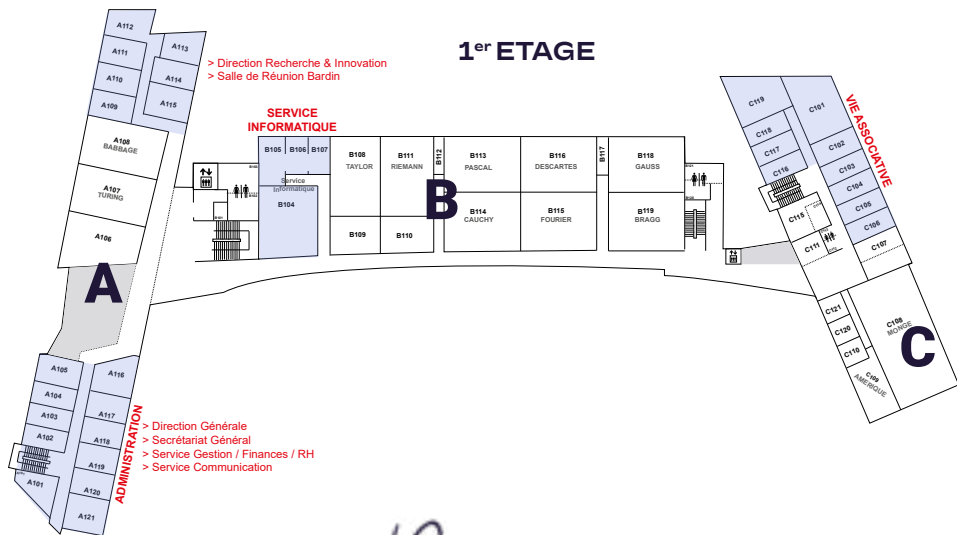 1er ETAGE
A112
A113
A111
A114
A110
A115
A109
> Direction Recherche & Innovation
> Salle de Réunion Bardin
A108
BABBAGE
A107
TURING
A106
A
A105
A116
A104
A103
A117
A102
A118
A119
A101
A120
A121
ADMINISTRATION
> Direction Générale
> Secrétariat Général
> Service Gestion / Finances / RH
> Service Communication
SERVICE
INFORMATIQUE
B105
B106
B107
Service
Informatique
B104
B108
TAYLOR
B111
RIEMANN
B112
B113
PASCAL
B116
DESCARTES
B117
B118
GAUSS
B
B109
B110
B114
CAUCHY
B115
FOURIER
B119
BRAGG
VIE ASSOCIATIVE
C119
C101
C118
C117
C102
C116
C103
C104
C105
C115
C106
C111
C107
C121
C120
C110
C108
MONGE
C109
AMERIQUE
C